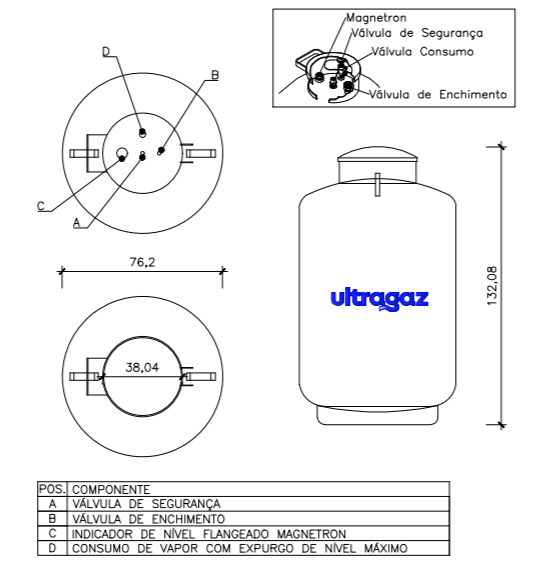 Magnetron
Válvula de Segurança
Válvula Consumo
Válvula de Enchimento
D
B
C
A
76,2
38,04
132,08
ultragaz
POS. COMPONENTE
A VÁLVULA DE SEGURANÇA
B VÁLVULA DE ENCHIMENTO
C INDICADOR DE NÍVEL FLANGEADO MAGNETRON
D CONSUMO DE VAPOR COM EXPURGO DE NÍVEL MÁXIMO